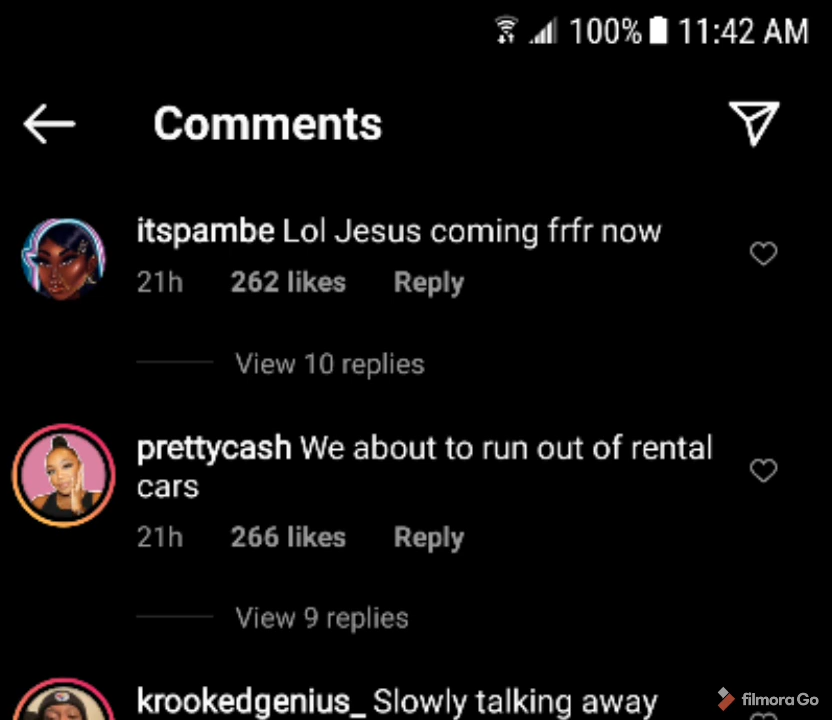 100% 11:42 AM
Comments
itspambe Lol Jesus coming frfr now
21h 262 likes Reply
View 10 replies
prettycash We about to run out of rental
cars
21h 266 likes Reply
View 9 replies
krookedgenius_ Slowly talking away
filmora Go